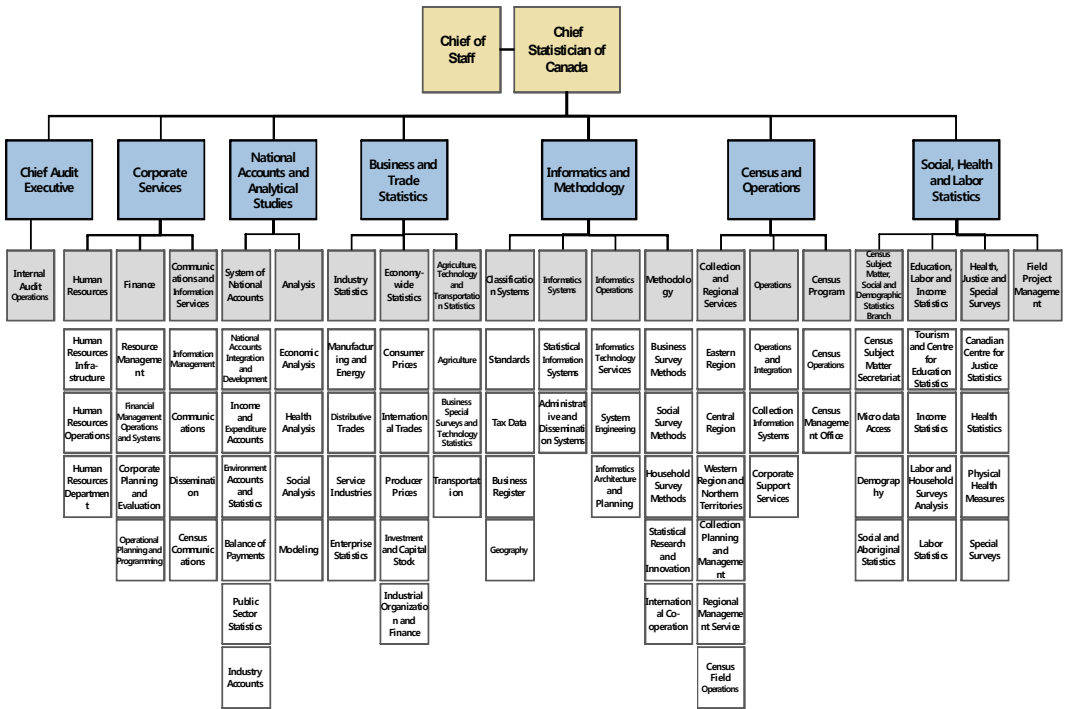 Chief of
Staff
Chief
Statistician of
Canada
Chief Audit
Executive
Corporate
Services
National
Accounts and
Analytical
Studies
Business and
Trade
Statistics
Informatics and
Methodology
Census and
Operations
Social, Health
and Labor
Statistics
Internal
Audit
Operations
Human
Resources
Finance
Communic
ations and
Information
Services
System of
National
Accounts
Analysis
Industry
Statistics
Economy-
wide
Statistics
Agriculture,
Technology
and
Transportatio
n Statistics
Classificatio
n Systems
Informatics
Systems
Informatics
Operations
Methodolo
gy
Collection
and
Regional
Services
Operations
Census
Program
Census
Subject
Matter,
Social and
Demographic
Statistics
Branch
Education,
Labor and
Income
Statistics
Health,
Justice and
Special
Surveys
Field
Project
Manageme
nt
Human
Resources
Infra-
structure
Resource
Manageme
nt
Information
Management
National
Accounts
Integration
and
Development
Economic
Analysis
Manufactur
ing and
Energy
Consumer
Prices
Agriculture
Standards
Statistical
Information
Systems
Informatics
Technology
Services
Business
Survey
Methods
Eastern
Region
Operations
and
Integration
Census
Operations
Census
Subject
Matter
Secretariat
Tourism
and Centre
for
Education
Statistics
Canadian
Centre for
Justice
Statistics
Human
Resources
Operations
Financial
Management
Operations
and Systems
Communic
ations
Income
and
Expenditure
Accounts
Health
Analysis
Distributive
Trades
Internation
al Trades
Business
Special
Surveys and
Technology
Statistics
Tax Data
Administrat
ive and
Disseminati
on Systems
System
Engineering
Social
Survey
Methods
Central
Region
Collection
Information
Systems
Census
Manageme
nt Office
Microdata
Access
Income
Statistics
Health
Statistics
Human
Resources
Departmen
t
Corporate
Planning
and
Evaluation
Disseminati
on
Environment
Accounts
and
Statistics
Social
Analysis
Service
Industries
Producer
Prices
Transportat
ion
Business
Register
Informatics
Architecture
and
Planning
Household
Survey
Methods
Western
Region and
Northern
Territories
Corporate
Support
Services
Demograp
hy
Labor and
Household
Surveys
Analysis
Physical
Health
Measures
Operational
Planning and
Programming
Census
Communic
ations
Balance of
Payments
Modeling
Enterprise
Statistics
Investment
and Capital
Stock
Geography
Statistical
Research
and
Innovation
Collection
Planning
and
Manageme
nt
Social and
Aboriginal
Statistics
Labor
Statistics
Special
Surveys
Public
Sector
Statistics
Industrial
Organizatio
n and
Finance
Internation
al Co-
operation
Regional
Manageme
nt Service
Industry
Accounts
Census
Field
Operations